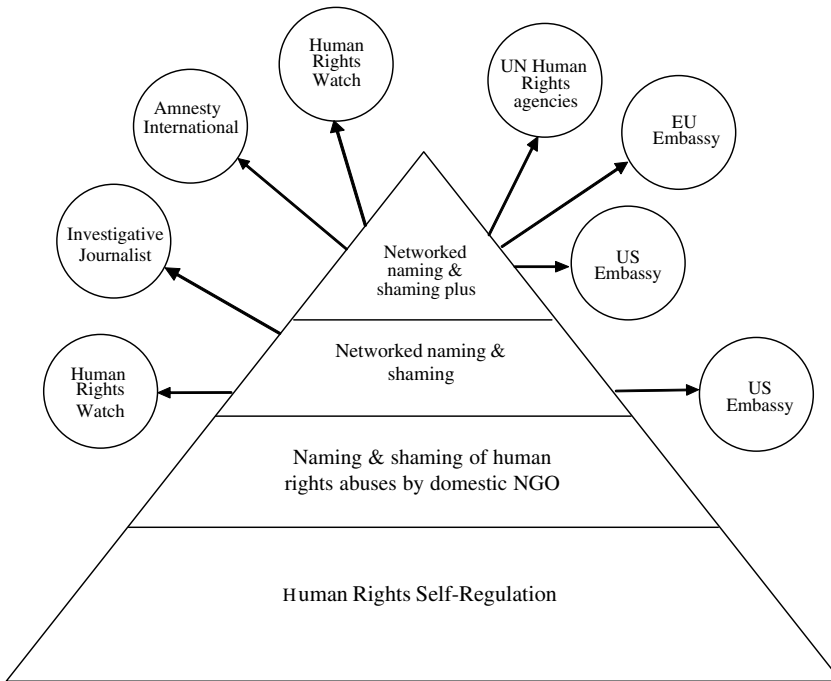 Human
Rights
Watch
UN Human
Rights
agencies
Amnesty
International
EU
Embassy
Investigative
Journalist
US
Embassy
Networked
naming &
shaming plus
Networked naming &
shaming
Human
Rights
Watch
US
Embassy
Naming & shaming of human
rights abuses by domestic NGO
Human Rights Self-Regulation